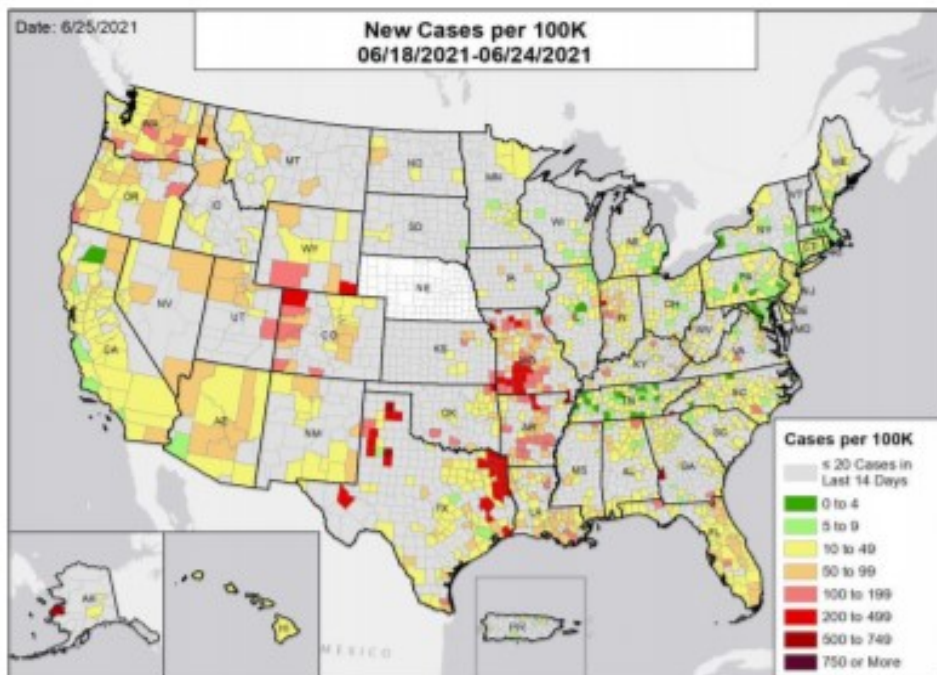 Date: 6/25/2021
New Cases per 100K
06/18/2021-06/24/2021
WA
MT
ND
MN
ME
OR
ID
SD
WI
MI
NY
VT
NH
MA
CT
WY
IA
NE
PA
NJ
DE
MD
NV
UT
CO
KS
IL
IN
OH
WV
VA
KY
CA
AZ
NM
OK
AR
TN
NC
SC
MS
AL
GA
TX
LA
FL
AK
HI
PR
MEXICO
Cases per 100K
≤ 20 Cases in
Last 14 Days
0 to 4
5 to 9
10 to 49
50 to 99
100 to 199
200 to 499
500 to 749
750 or More